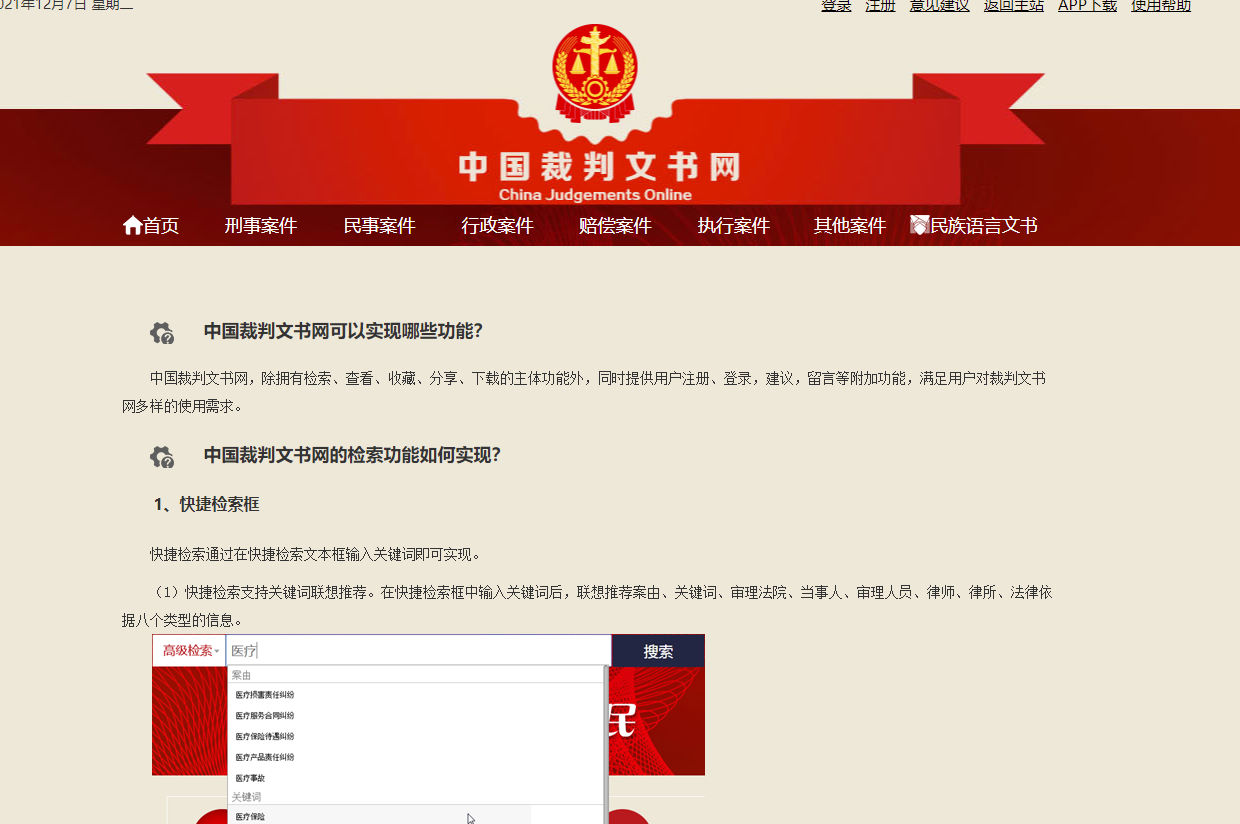 021年12月7日 星期二
登录 注册 意见建议 返回主站 APP下载 使用帮助
中国裁判文书网
China Judgements Online
首页 刑事案件 民事案件 行政案件 赔偿案件 执行案件 其他案件 民族语言文书
中国裁判文书网可以实现哪些功能？
中国裁判文书网，除拥有检索、查看、收藏、分享、下载的主体功能外，同时提供用户注册、登录，建议，留言等附加功能，满足用户对裁判文书
网多样的使用需求。
中国裁判文书网的检索功能如何实现？
1、快捷检索框
快捷检索通过在快捷检索文本框输入关键词即可实现。
（1）快捷检索支持关键词联想推荐。在快捷检索框中输入关键词后，联想推荐案由、关键词、审理法院、当事人、审理人员、律师、律所、法律依
据八个类型的信息。
高级检索 医疗 搜索
案由
医疗损害责任纠纷
医疗服务合同纠纷
民
医疗保险待遇纠纷
医疗产品责任纠纷
医疗事故
关键词
医疗保险